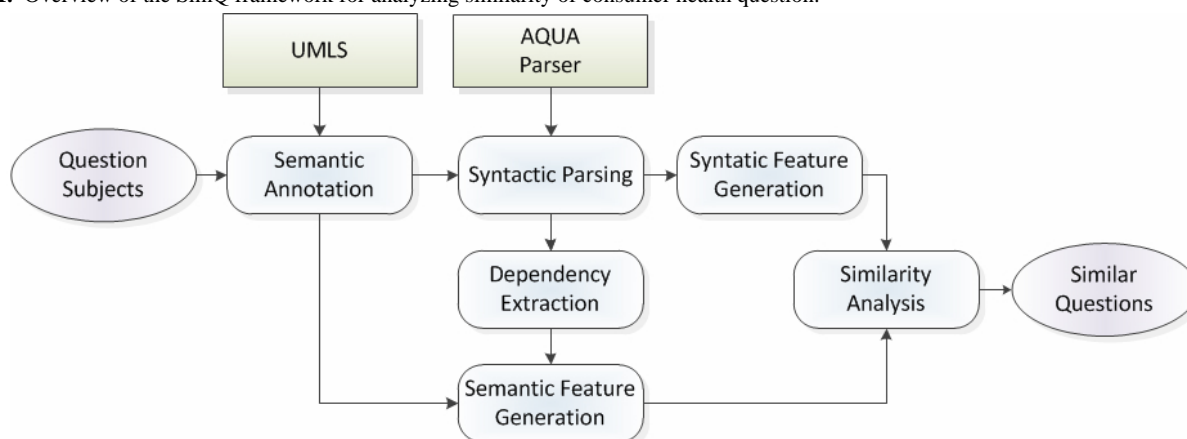 Overview of the SimQ framework for analyzing similarity of consumer health question.
UMLS
AQUA
Parser
Question
Subjects
Semantic
Annotation
Syntactic Parsing
Syntatic Feature
Generation
Dependency
Extraction
Similarity
Analysis
Similar
Questions
Semantic Feature
Generation